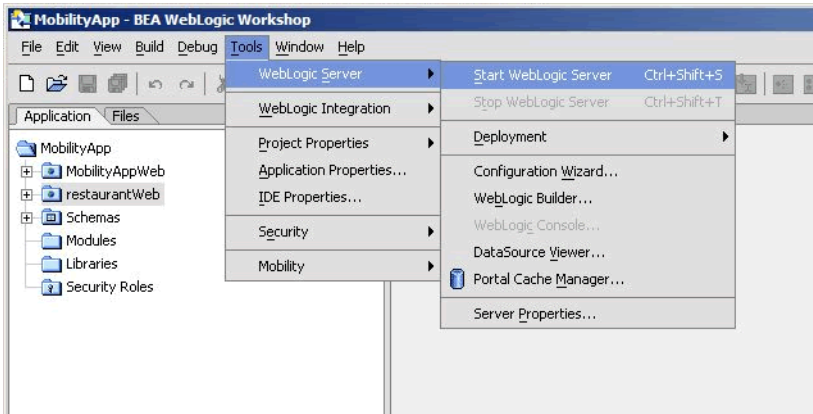 MobilityApp - BEA WebLogic Workshop
File Edit View Build Debug Tools Window Help
WebLogic Server
Start WebLogic Server Ctrl+Shift+S
Stop WebLogic Server Ctrl+Shift+T
Application Files
WebLogic Integration
Deployment
MobilityApp
Project Properties
MobilityAppWeb
Application Properties...
Configuration Wizard...
restaurantWeb
IDE Properties...
WebLogic Builder...
Schemas
Security
WebLogic Console...
Modules
DataSource Viewer...
Libraries
Mobility
Portal Cache Manager...
Security Roles
Server Properties...